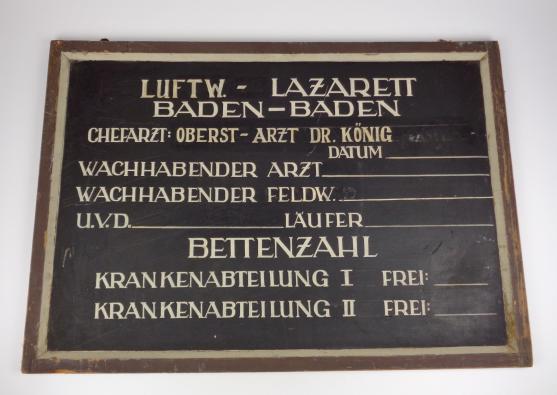 LUFTW. - LAZARETT
BADEN-BADEN
CHEFARZT: OBERST-ARZT DR. KÖNIG
DATUM
WACHHABENDER ARZT
WACHHABENDER FELDW.
U.V.D. LÄUFER
BETTENZAHL
KRANKENABTEILUNG I FREI:
KRANKENABTEILUNG II FREI: